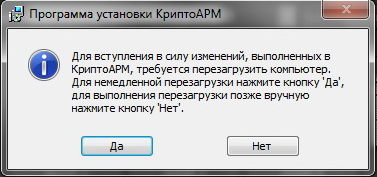 Программа установки КриптоАРМ
Для вступления в силу изменений, выполненных в
КриптоАРМ, требуется перезагрузить компьютер.
Для немедленной перезагрузки нажмите кнопку 'Да',
для выполнения перезагрузки позже вручную
нажмите кнопку 'Нет'.
Да
Нет